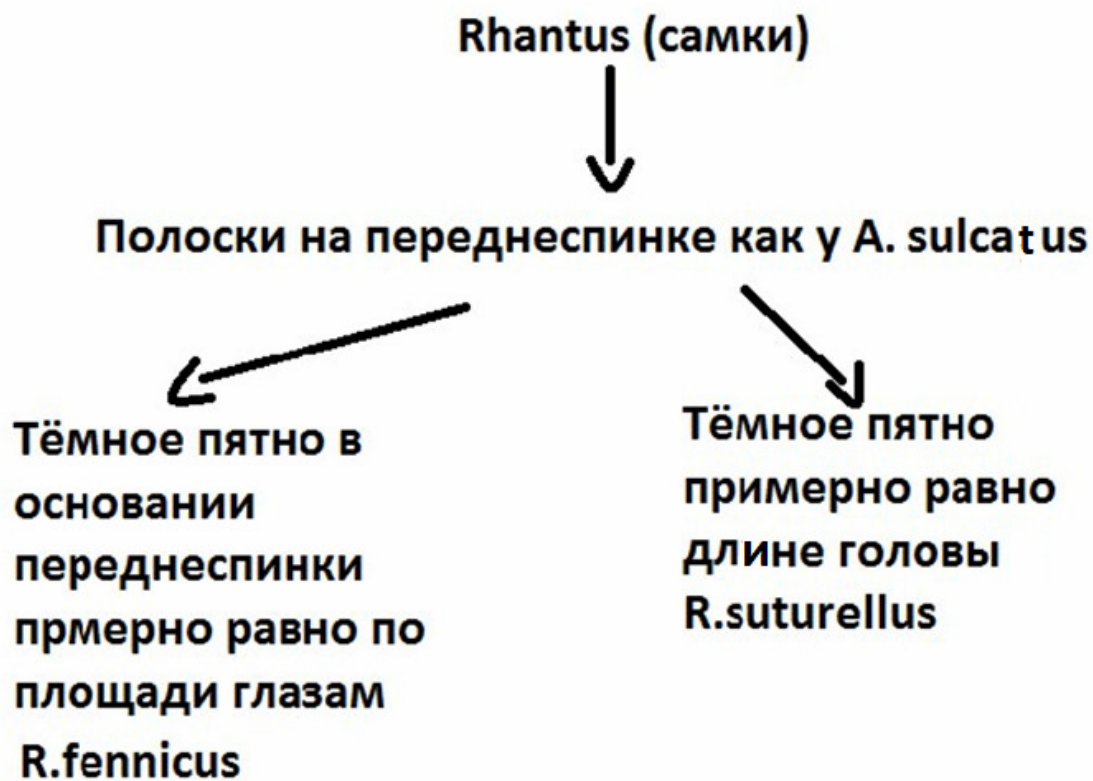 Rhantus (самки)
Полоски на переднеспинке как у A. sulcatus
Тёмное пятно в
основании
переднеспинки
прмерно равно по
площади глазам
R.fennicus
Тёмное пятно
примерно равно
длине головы
R.suturellus